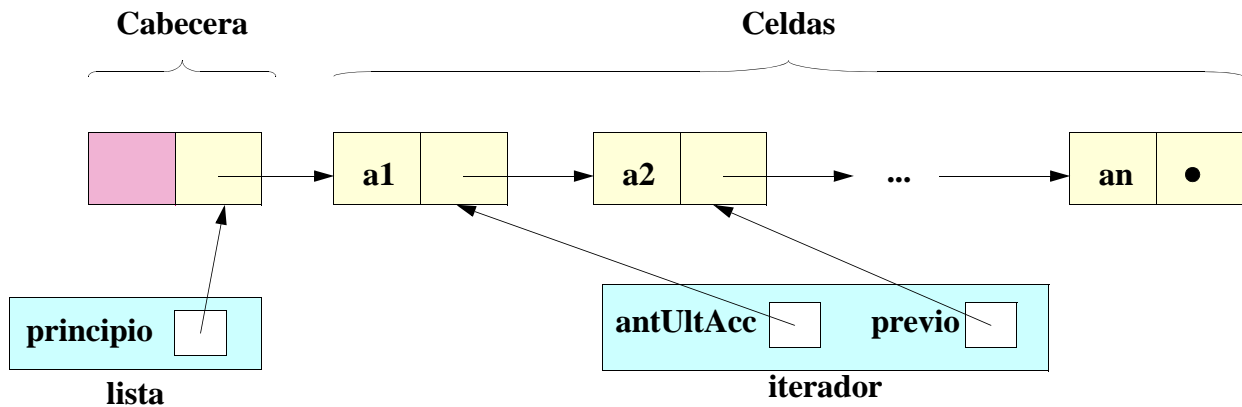 Cabecera
Celdas
a1
a2
...
an
principio
antUltAcc
previo
lista
iterador